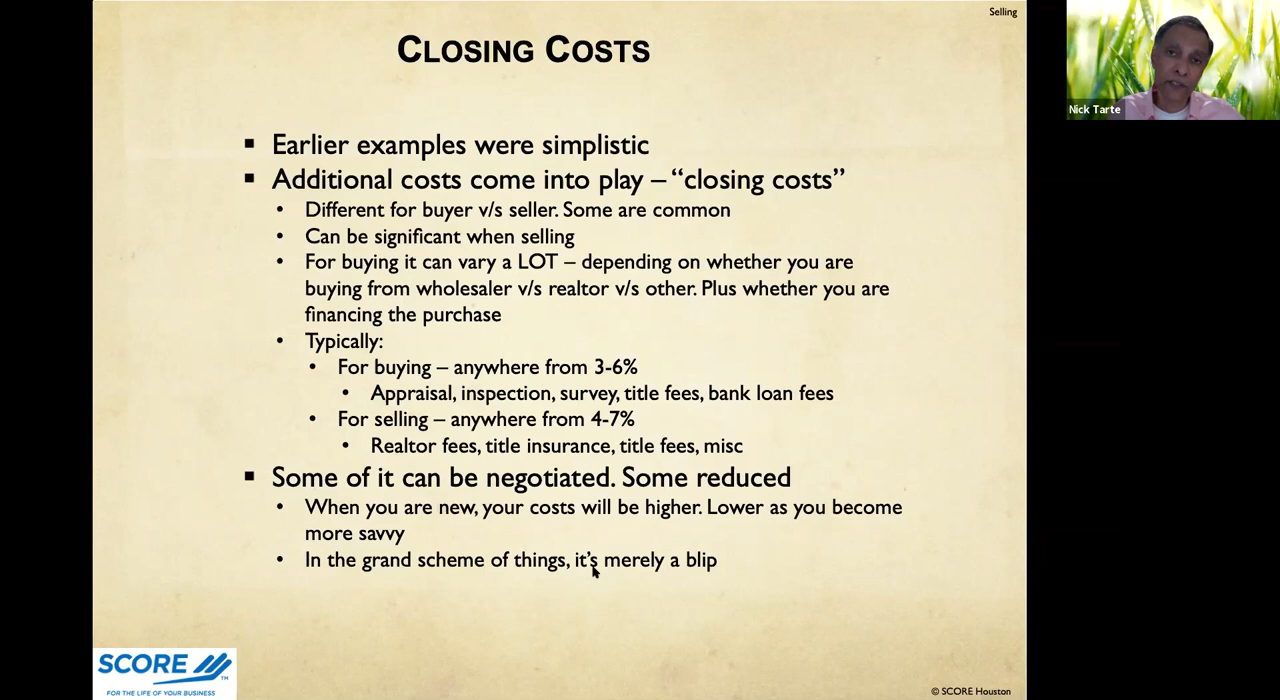 Selling
CLOSING COSTS
▪ Earlier examples were simplistic
▪ Additional costs come into play – “closing costs”
• Different for buyer v/s seller. Some are common
• Can be significant when selling
• For buying it can vary a LOT – depending on whether you are
buying from wholesaler v/s realtor v/s other. Plus whether you are
financing the purchase
• Typically:
• For buying – anywhere from 3-6%
• Appraisal, inspection, survey, title fees, bank loan fees
• For selling – anywhere from 4-7%
• Realtor fees, title insurance, title fees, misc
▪ Some of it can be negotiated. Some reduced
• When you are new, your costs will be higher. Lower as you become
more savvy
• In the grand scheme of things, it’s merely a blip
SCORE TM
FOR THE LIFE OF YOUR BUSINESS
© SCORE Houston
Nick Tarte